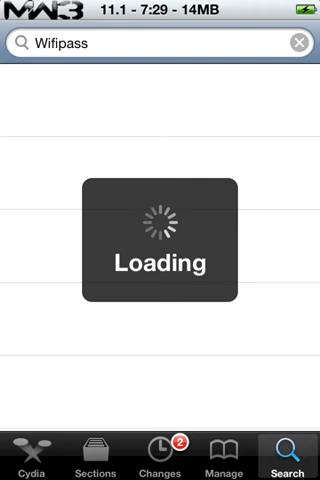 MW3 11.1 - 7:29 - 14MB
Wifipass
Loading
2
Cydia Sections Changes Manage Search